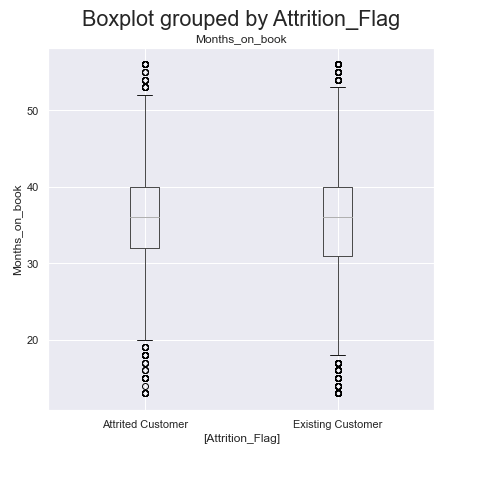 Boxplot grouped by Attrition_Flag
Months_on_book
50
40
30
20
Months_on_book
Attrited Customer
Existing Customer
[Attrition_Flag]